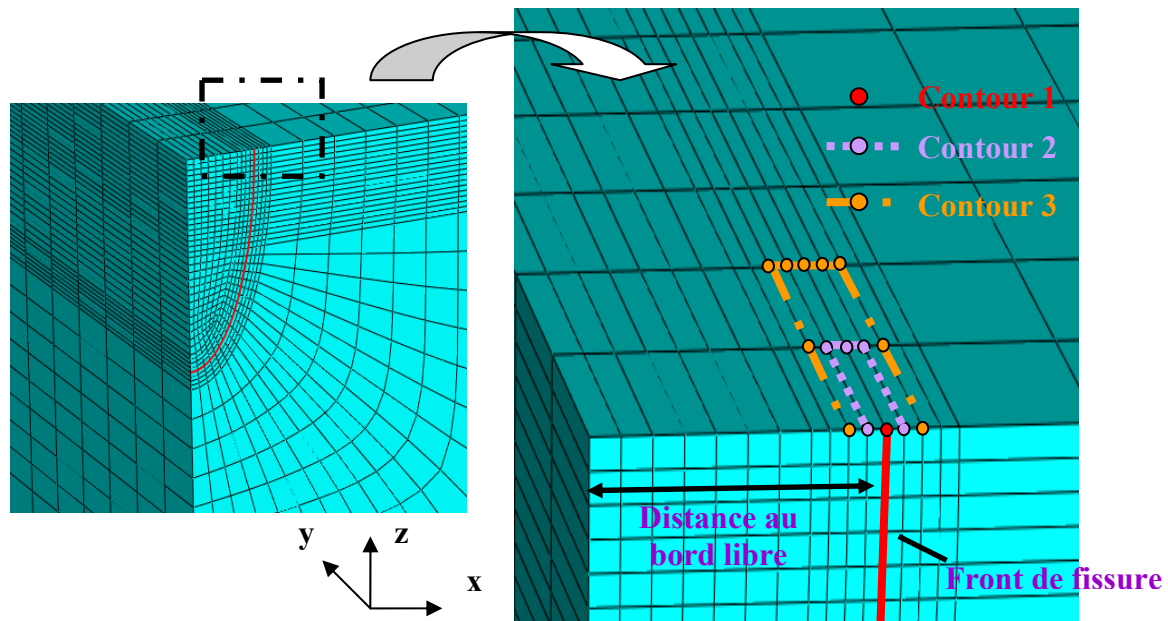 Contour 1
Contour 2
Contour 3
Distance au
bord libre
Front de fissure
y
z
x